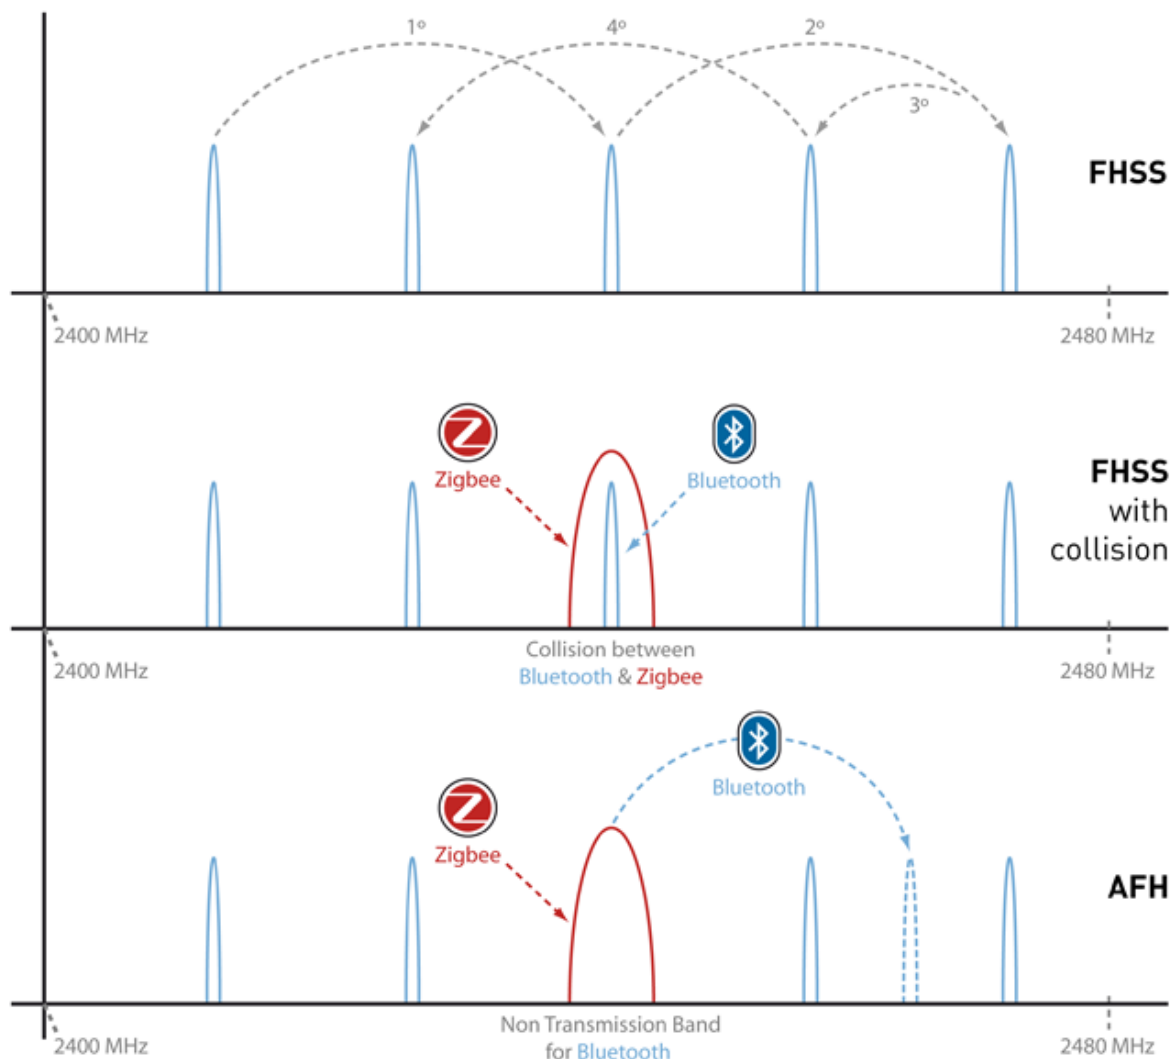 1º
4º
2º
3º
FHSS
2400 MHz
2480 MHz
Zigbee
Bluetooth
FHSS
with
collision
2400 MHz
Collision between
Bluetooth & Zigbee
2480 MHz
Bluetooth
Zigbee
AFH
2400 MHz
Non Transmission Band
for Bluetooth
2480 MHz